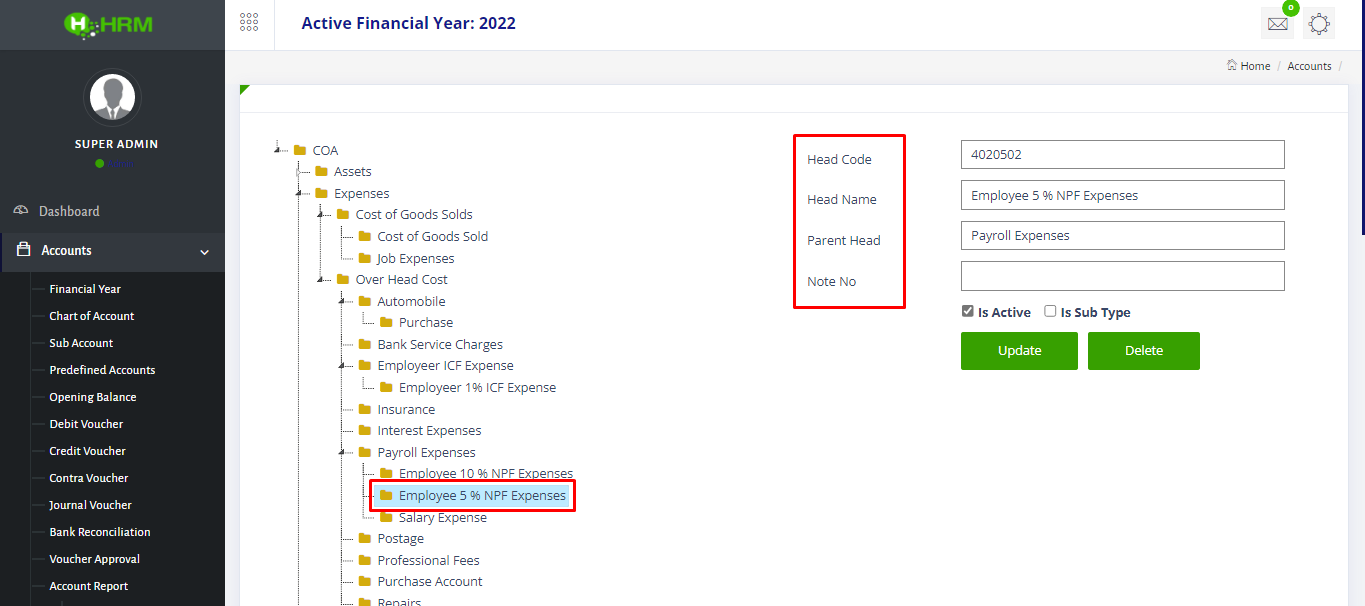 HRM
Active Financial Year: 2022
0
Home / Accounts /
SUPER ADMIN
Dashboard
Accounts
Financial Year
Chart of Account
Sub Account
Predefined Accounts
Opening Balance
Debit Voucher
Credit Voucher
Contra Voucher
Journal Voucher
Bank Reconciliation
Voucher Approval
Account Report
COA
Assets
Expenses
Cost of Goods Solds
Cost of Goods Sold
Job Expenses
Over Head Cost
Automobile
Purchase
Bank Service Charges
Employeer ICF Expense
Employeer 1% ICF Expense
Insurance
Interest Expenses
Payroll Expenses
Employee 10 % NPF Expenses
Employee 5 % NPF Expenses
Salary Expense
Postage
Professional Fees
Purchase Account
Repairs
Head Code 4020502
Head Name Employee 5 % NPF Expenses
Parent Head Payroll Expenses
Note No
Is Active Is Sub Type
Update Delete